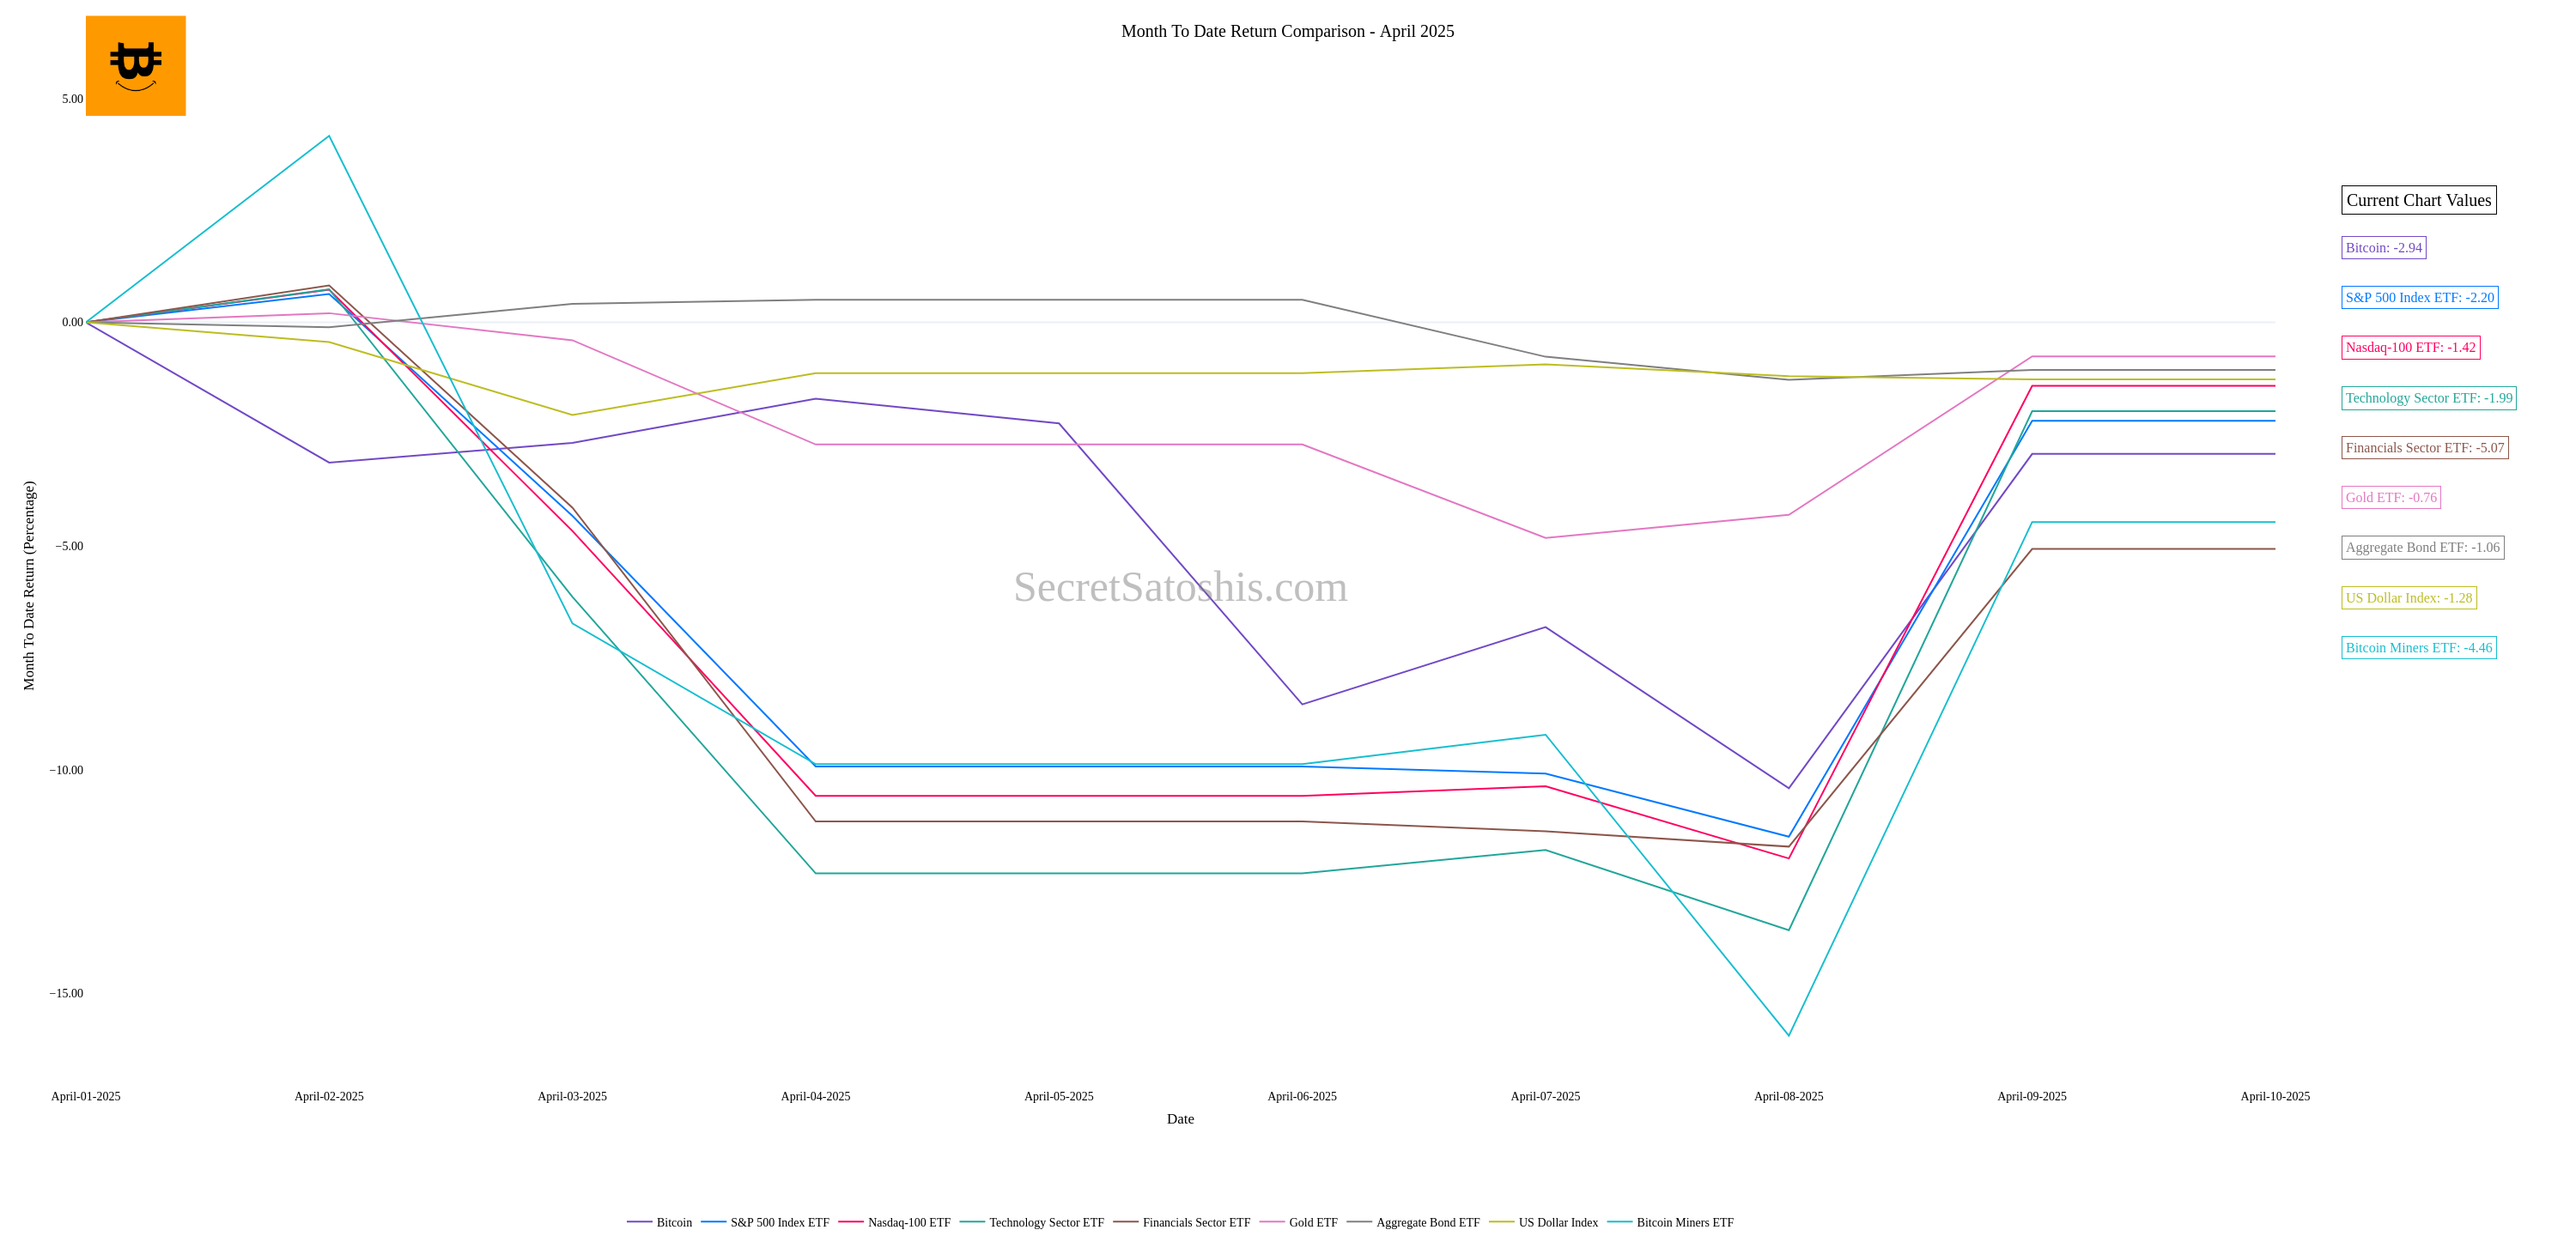 Month To Date Return Comparison - April 2025
5.00
0.00
−5.00
−10.00
−15.00
Month To Date Return (Percentage)
SecretSatoshis.com
Current Chart Values
Bitcoin: -2.94
S&P 500 Index ETF: -2.20
Nasdaq-100 ETF: -1.42
Technology Sector ETF: -1.99
Financials Sector ETF: -5.07
Gold ETF: -0.76
Aggregate Bond ETF: -1.06
US Dollar Index: -1.28
Bitcoin Miners ETF: -4.46
April-01-2025 April-02-2025 April-03-2025 April-04-2025 April-05-2025 April-06-2025 April-07-2025 April-08-2025 April-09-2025 April-10-2025
Date
Bitcoin S&P 500 Index ETF Nasdaq-100 ETF Technology Sector ETF Financials Sector ETF Gold ETF Aggregate Bond ETF US Dollar Index Bitcoin Miners ETF